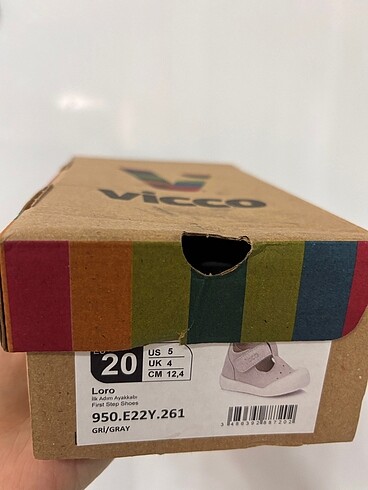 vicco
20
US 5
UK 4
CM 12,4
Loro
İlk Adım Ayakkabı
First Step Shoes
950.E22Y.261
GRİ/GRAY